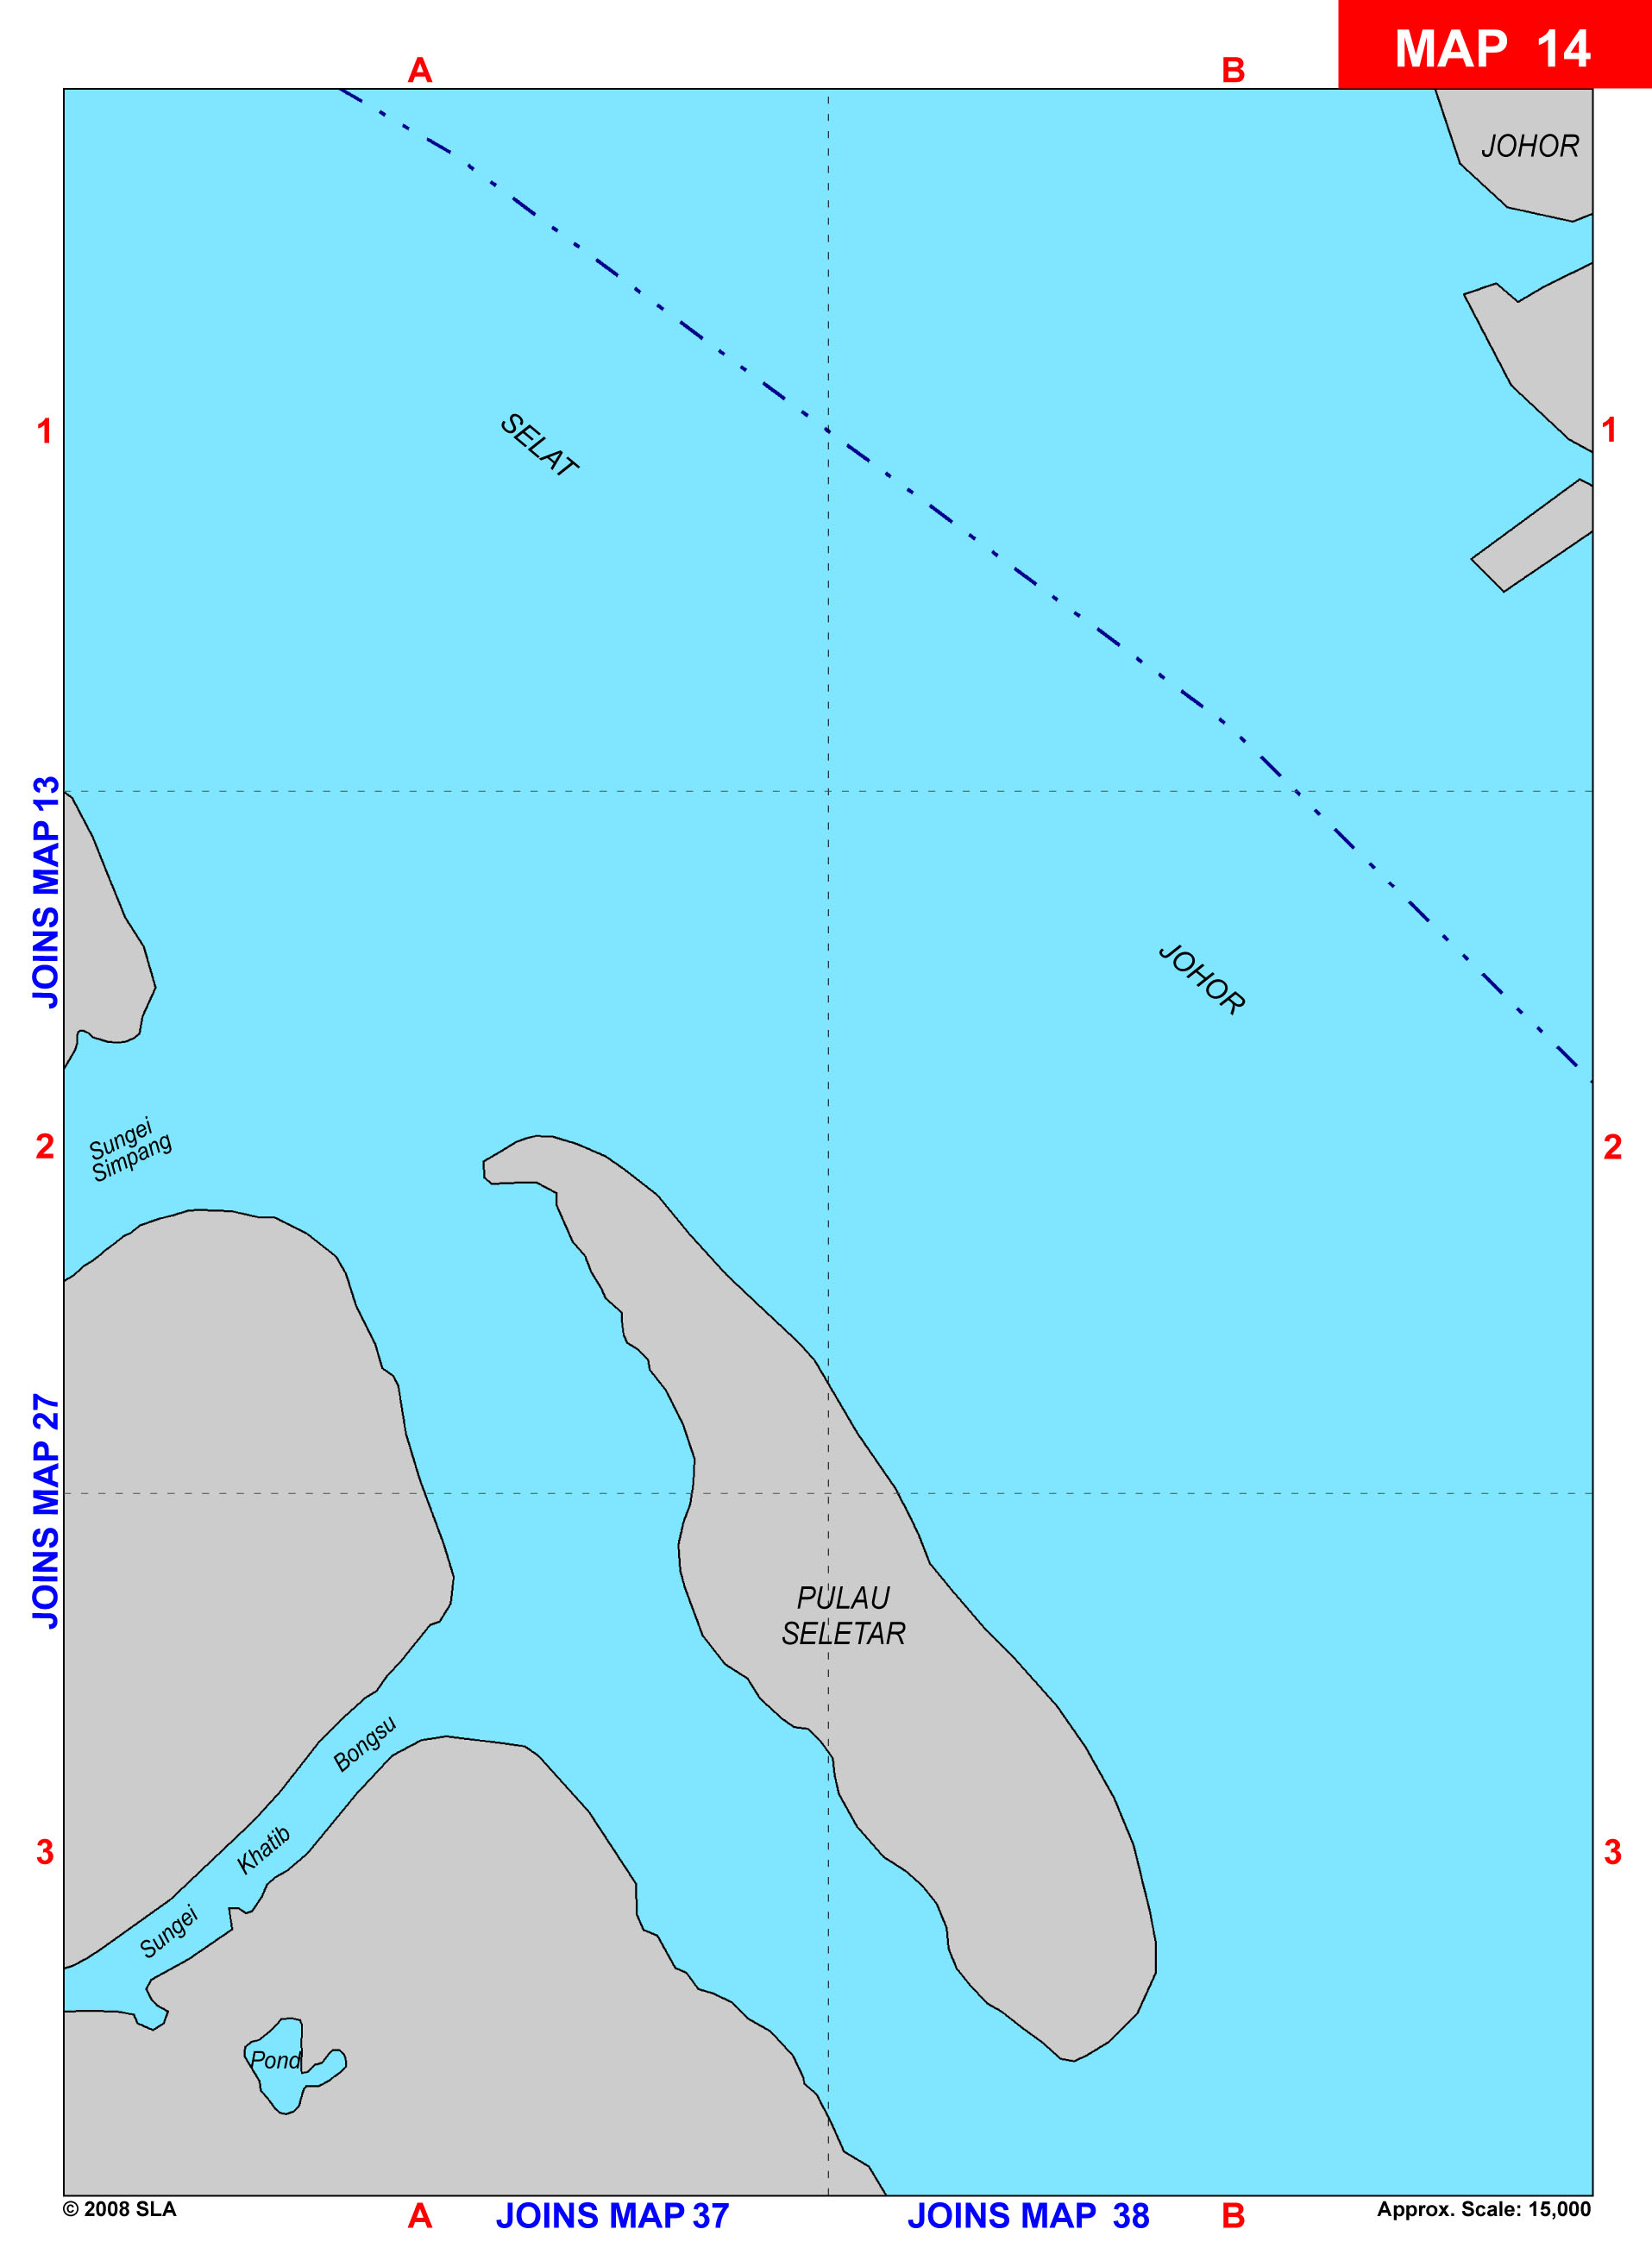 MAP 14
A
B
JOHOR
1
SELAT
1
JOINS MAP 13
JOHOR
2
Sungei
Simpang
2
JOINS MAP 27
PULAU
SELETAR
Bongsu
Khatib
Sungei
3
3
Pond
© 2008 SLA
A
JOINS MAP 37
JOINS MAP 38
B
Approx. Scale: 15,000